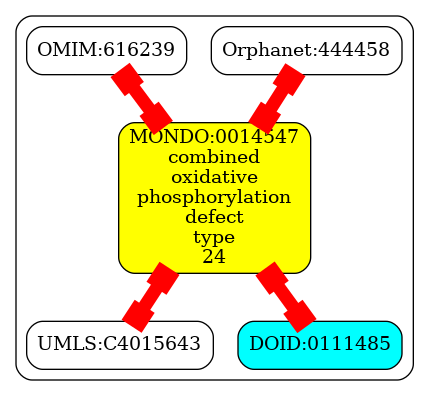 OMIM:616239
Orphanet:444458
MONDO:0014547
combined
oxidative
phosphorylation
defect
type
24
UMLS:C4015643
DOID:0111485